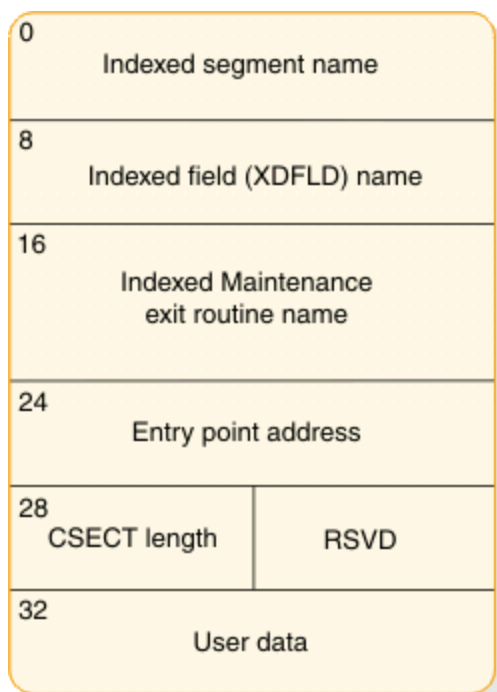 0
Indexed segment name
8
Indexed field (XDFLD) name
16
Indexed Maintenance
exit routine name
24
Entry point address
28
CSECT length RSVD
32
User data